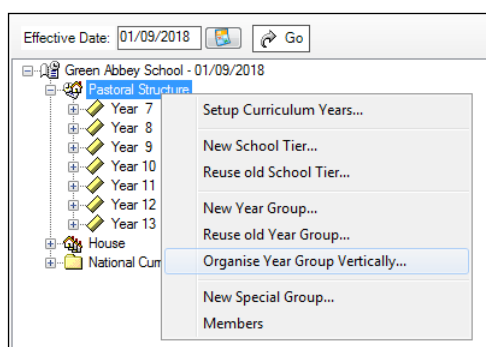 Effective Date: 01/09/2018 Go
Green Abbey School - 01/09/2018
Pastoral Structure
Year 7
Setup Curriculum Years...
Year 8
Year 9
New School Tier...
Year 10
Reuse old School Tier...
Year 11
Year 12
New Year Group...
Year 13
Reuse old Year Group...
House
Organise Year Group Vertically...
National Curr
New Special Group...
Members